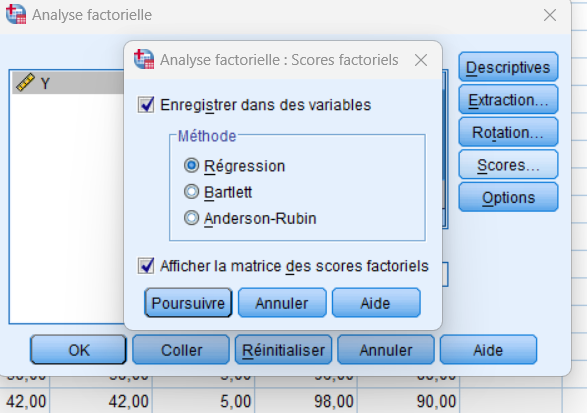 Analyse factorielle
Analyse factorielle : Scores factoriels
Y
Enregistrer dans des variables
Méthode
Régression
Bartlett
Anderson-Rubin
Afficher la matrice des scores factoriels
Poursuivre Annuler Aide
Descriptives
Extraction...
Rotation...
Scores...
Options
OK Coller Réinitialiser Annuler Aide
42,00 42,00 5,00 98,00 90,00